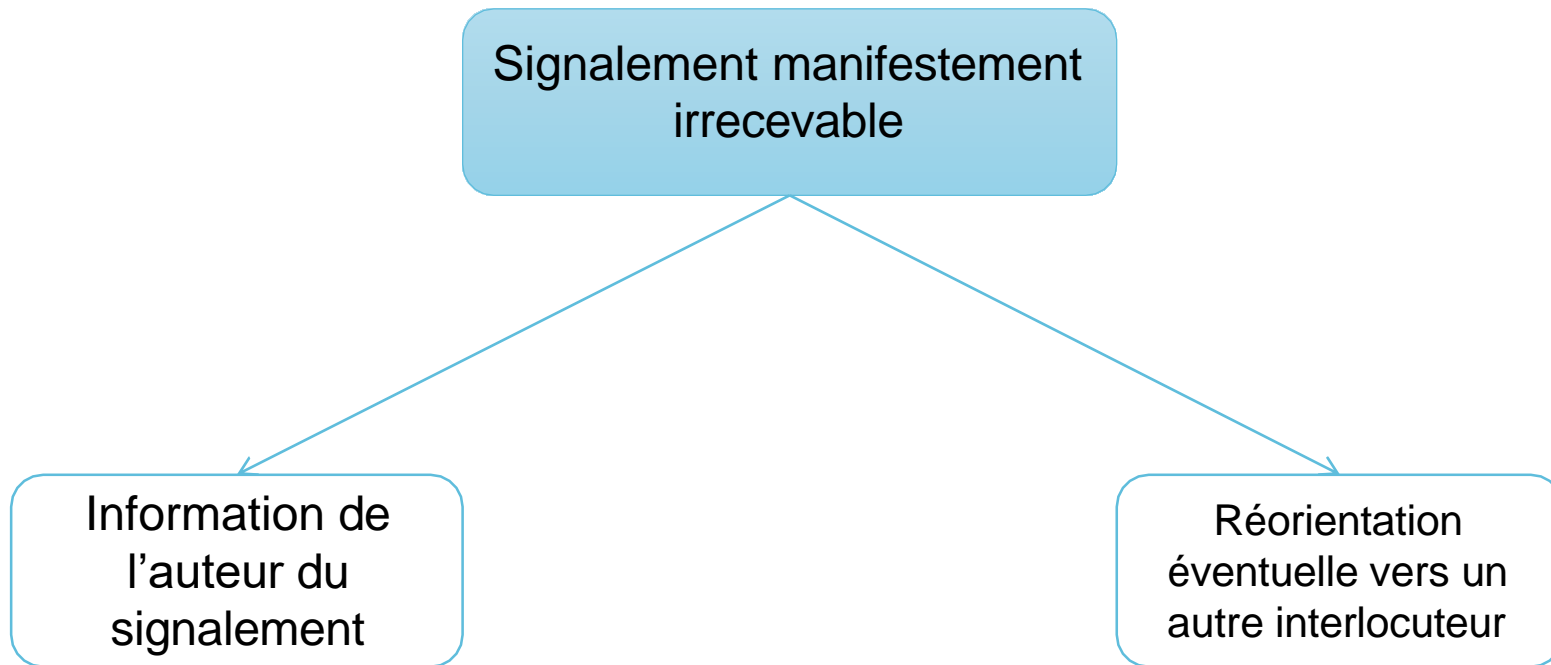 Signalement manifestement
irrecevable
Information de
l’auteur du
signalement
Réorientation
éventuelle vers un
autre interlocuteur